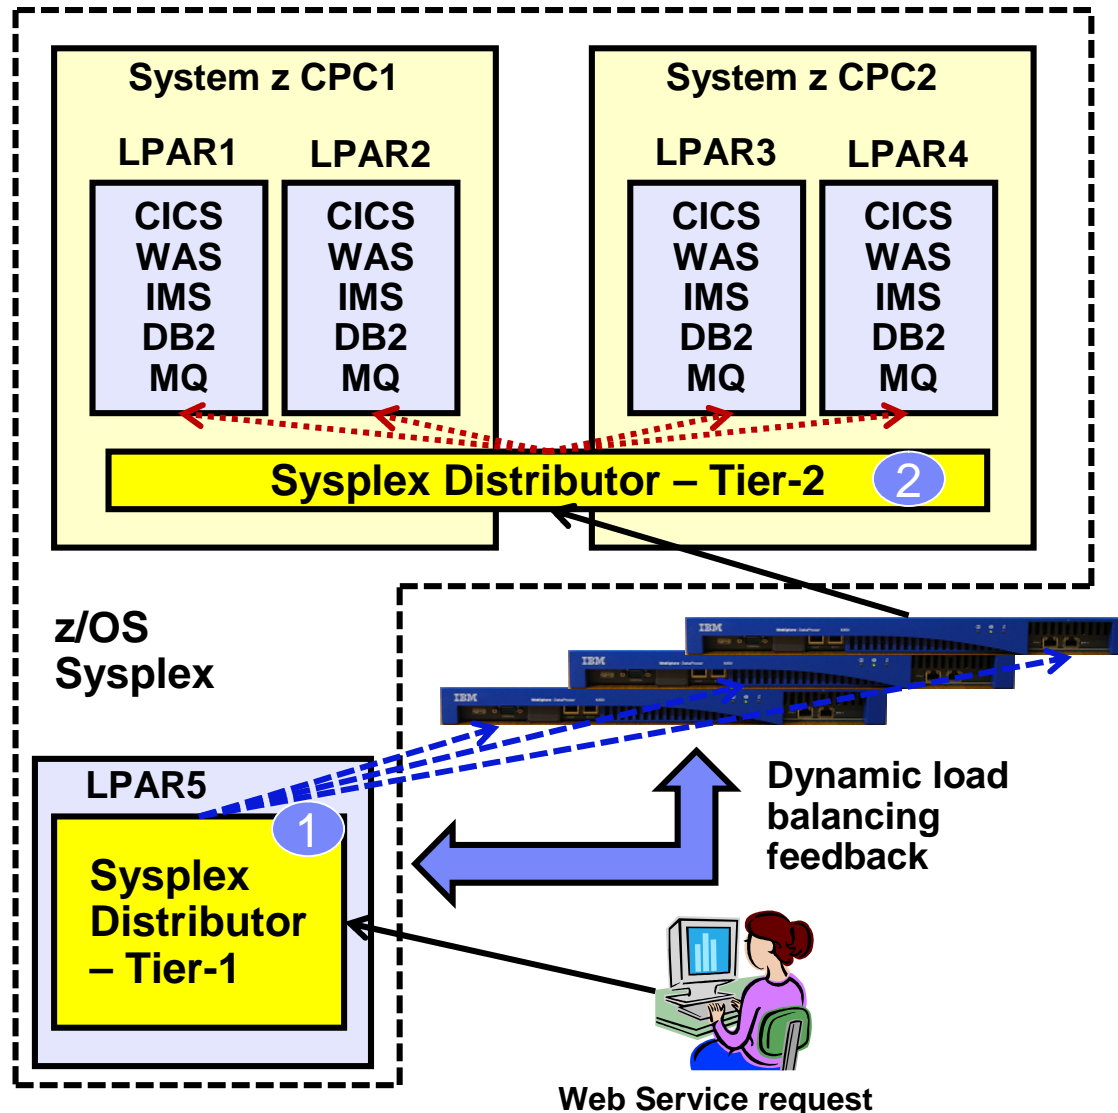 System z CPC1
System z CPC2
LPAR1
LPAR2
LPAR3
LPAR4
CICS
WAS
IMS
DB2
MQ
CICS
WAS
IMS
DB2
MQ
CICS
WAS
IMS
DB2
MQ
CICS
WAS
IMS
DB2
MQ
Sysplex Distributor – Tier-2
2
z/OS
Sysplex
IBM
IBM
IBM
LPAR5
1
Sysplex
Distributor
– Tier-1
Dynamic load
balancing
feedback
Web Service request